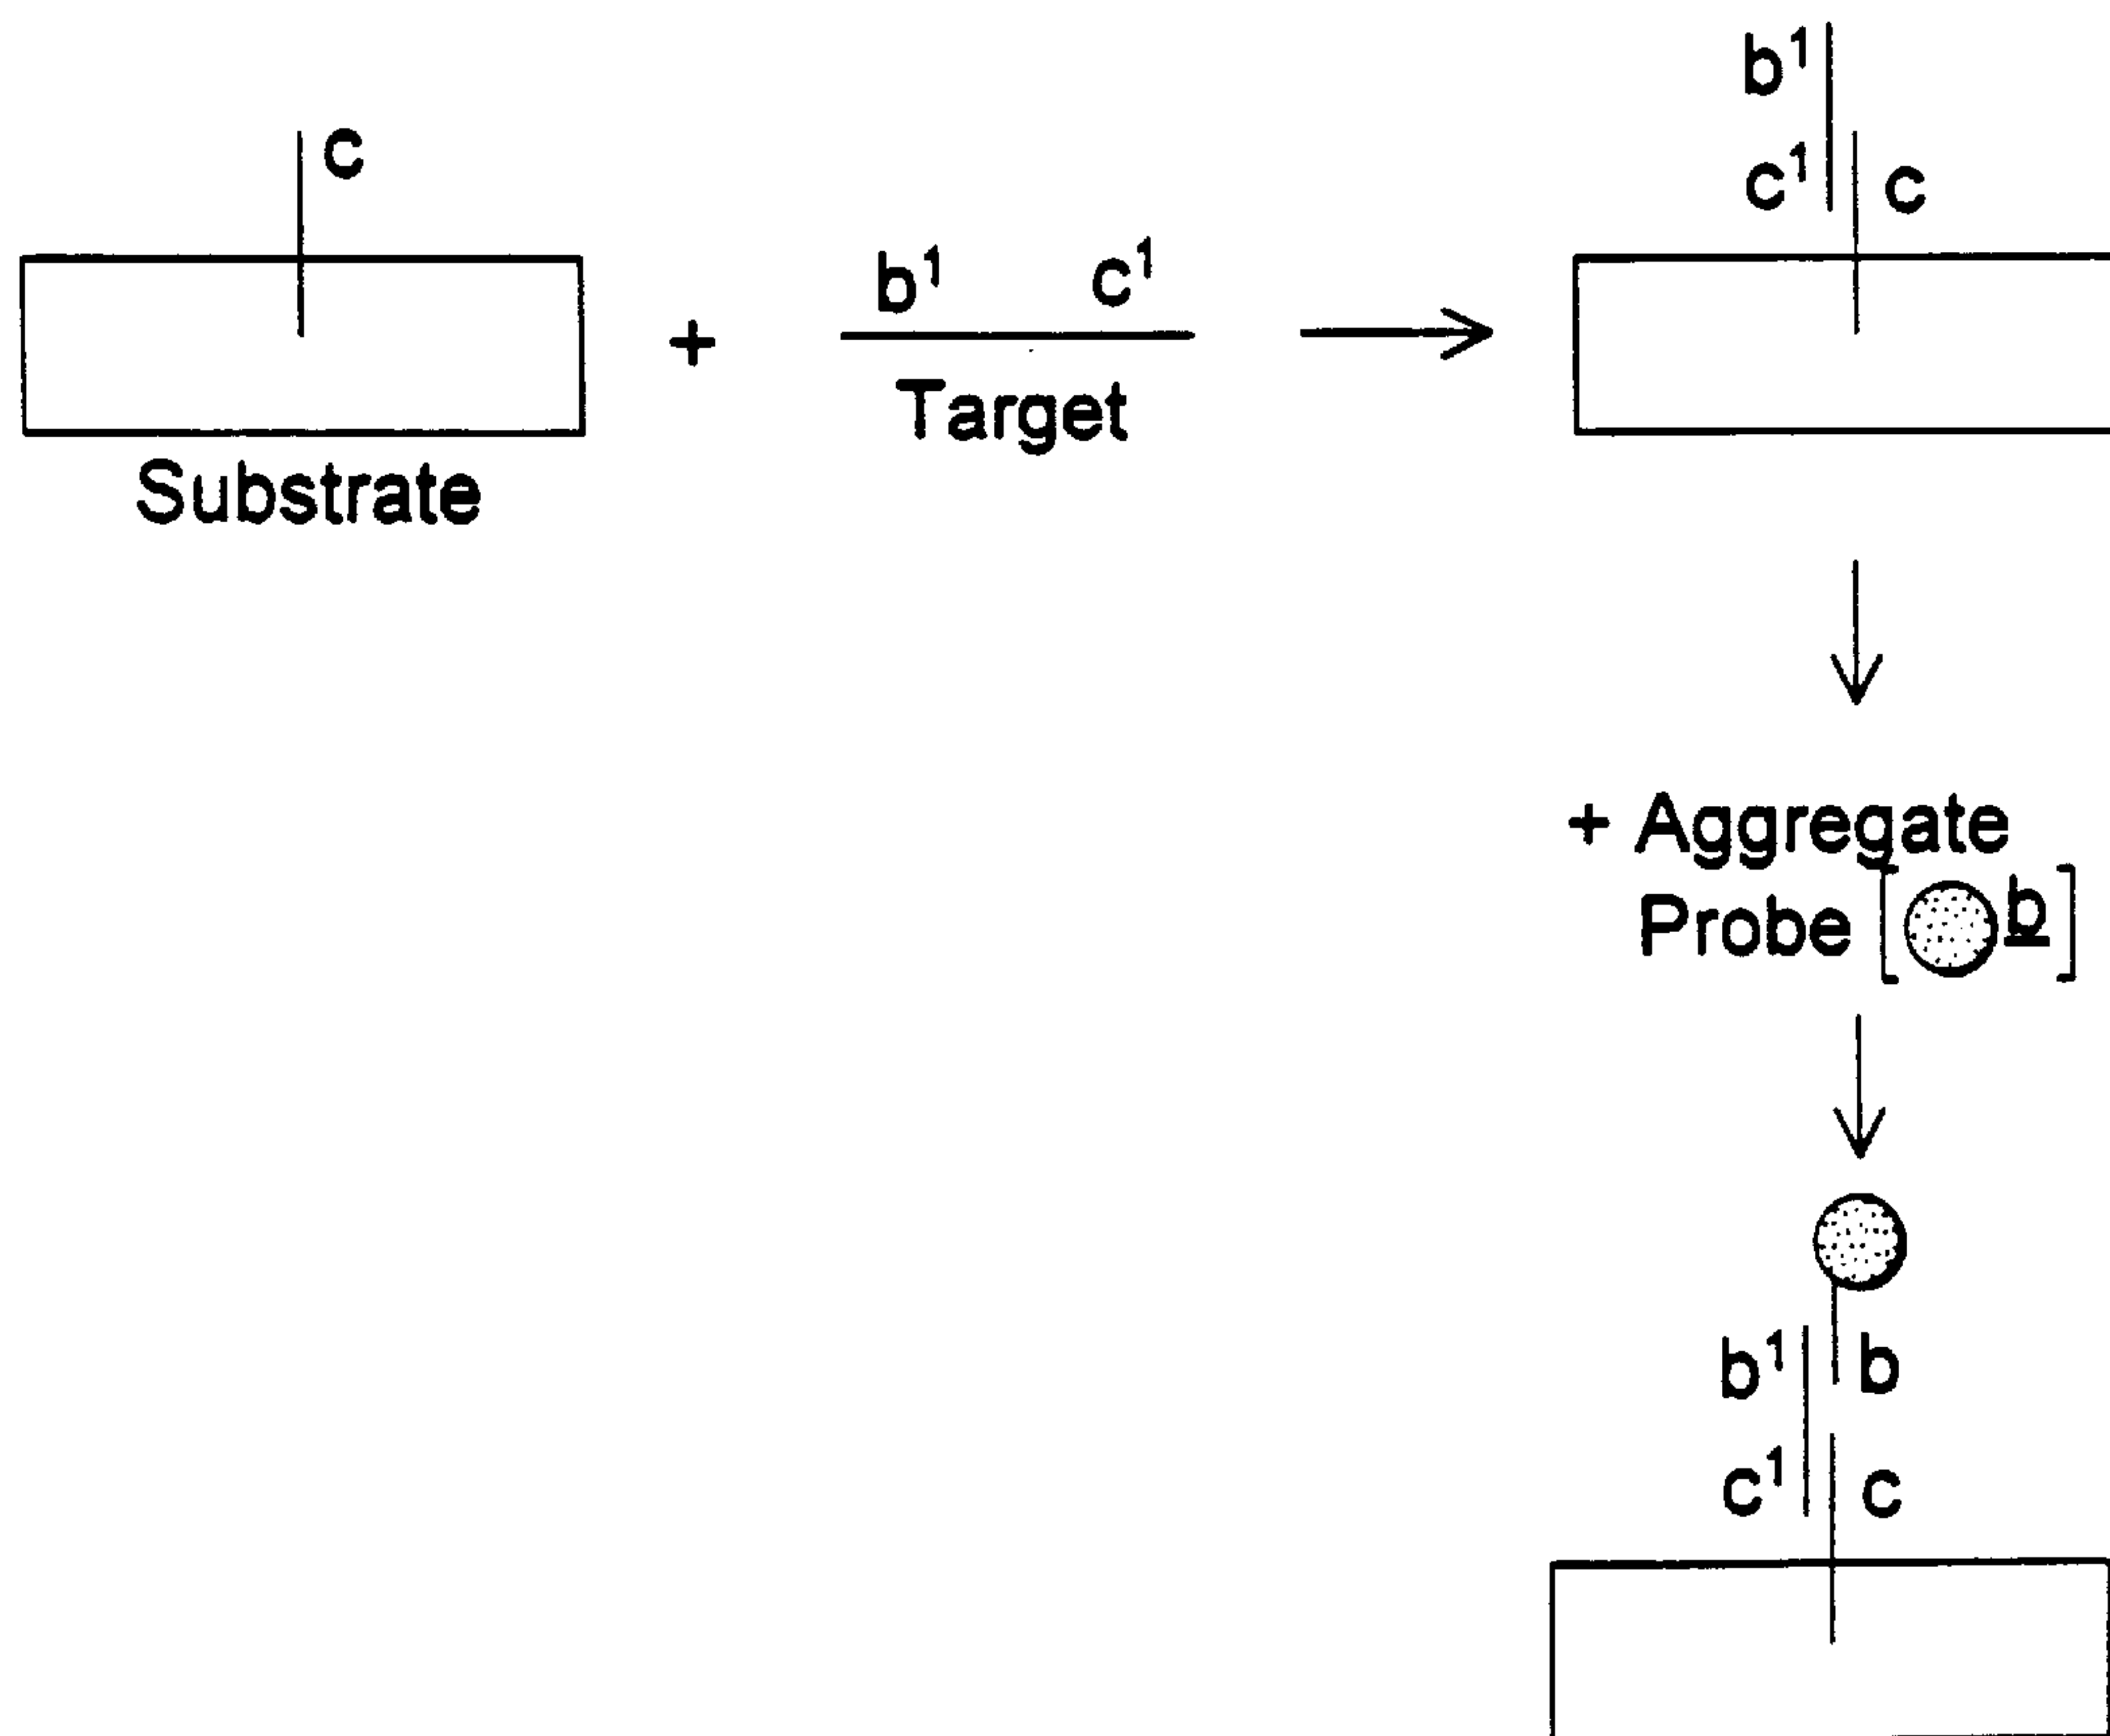 c
Substrate
+
b¹ c¹
Target
b¹
c¹ c
+ Aggregate
Probe [ b ]
b¹ b
c¹ c